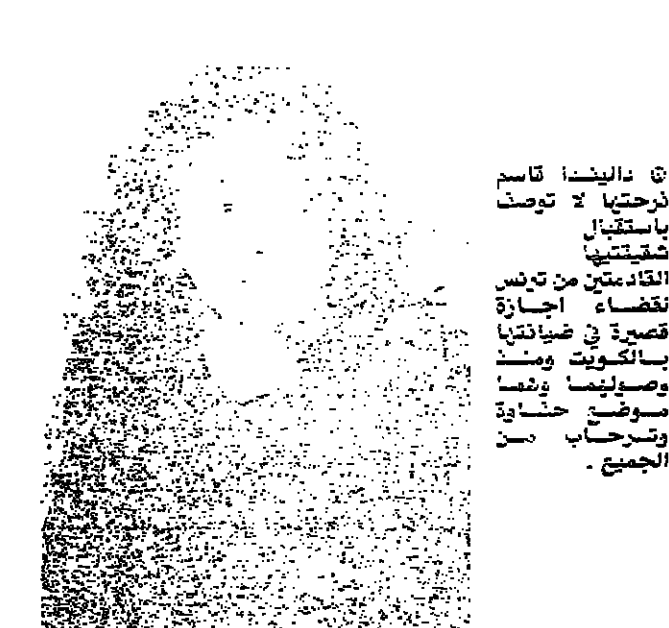 داليندا قاسم
فرحتها لا توصف
باستقبال
شقيقتيها
القادمتين من تونس
لقضاء اجازة
قصيرة في ضيافتها
بالكويت ومنذ
وصولهما وهما
موضع حفاوة
وترحاب من
الجميع .